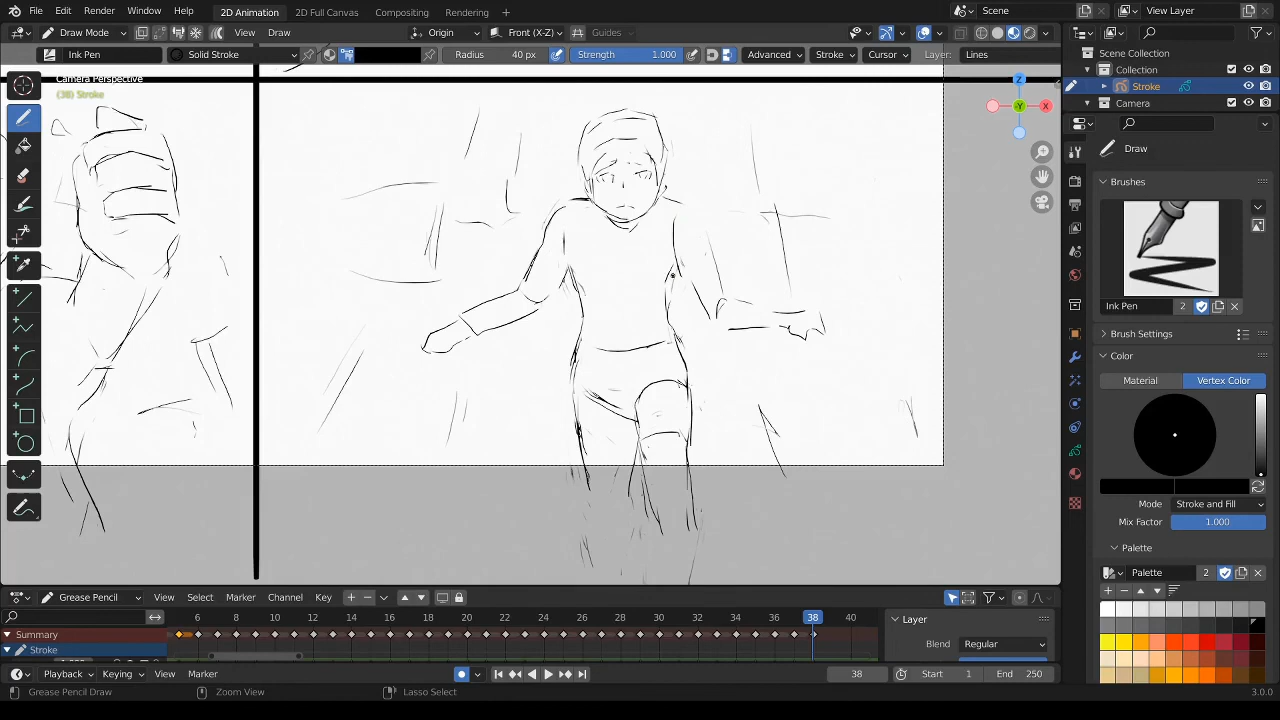 File Edit Render Window Help 2D Animation 2D Full Canvas Compositing Rendering + Scene View Layer
Draw Mode View Draw Origin Front (X-Z) Guides
Ink Pen Solid Stroke Radius 40 px Strength 1.000 Advanced Stroke Cursor Layer: Lines
Camera Perspective
(38) Stroke
Z
Y
X
Scene Collection
Collection
Stroke
Camera
Draw
Brushes
Ink Pen 2
Brush Settings
Color
Material Vertex Color
Mode Stroke and Fill
Mix Factor 1.000
Palette
Palette 2
Grease Pencil View Select Marker Channel Key
6 8 10 12 14 16 18 20 22 24 26 28 30 32 34 36 38 40
Summary
Stroke
Layer
Blend Regular
Playback Keying View Marker 38 Start 1 End 250
Grease Pencil Draw Zoom View Lasso Select 3.0.0